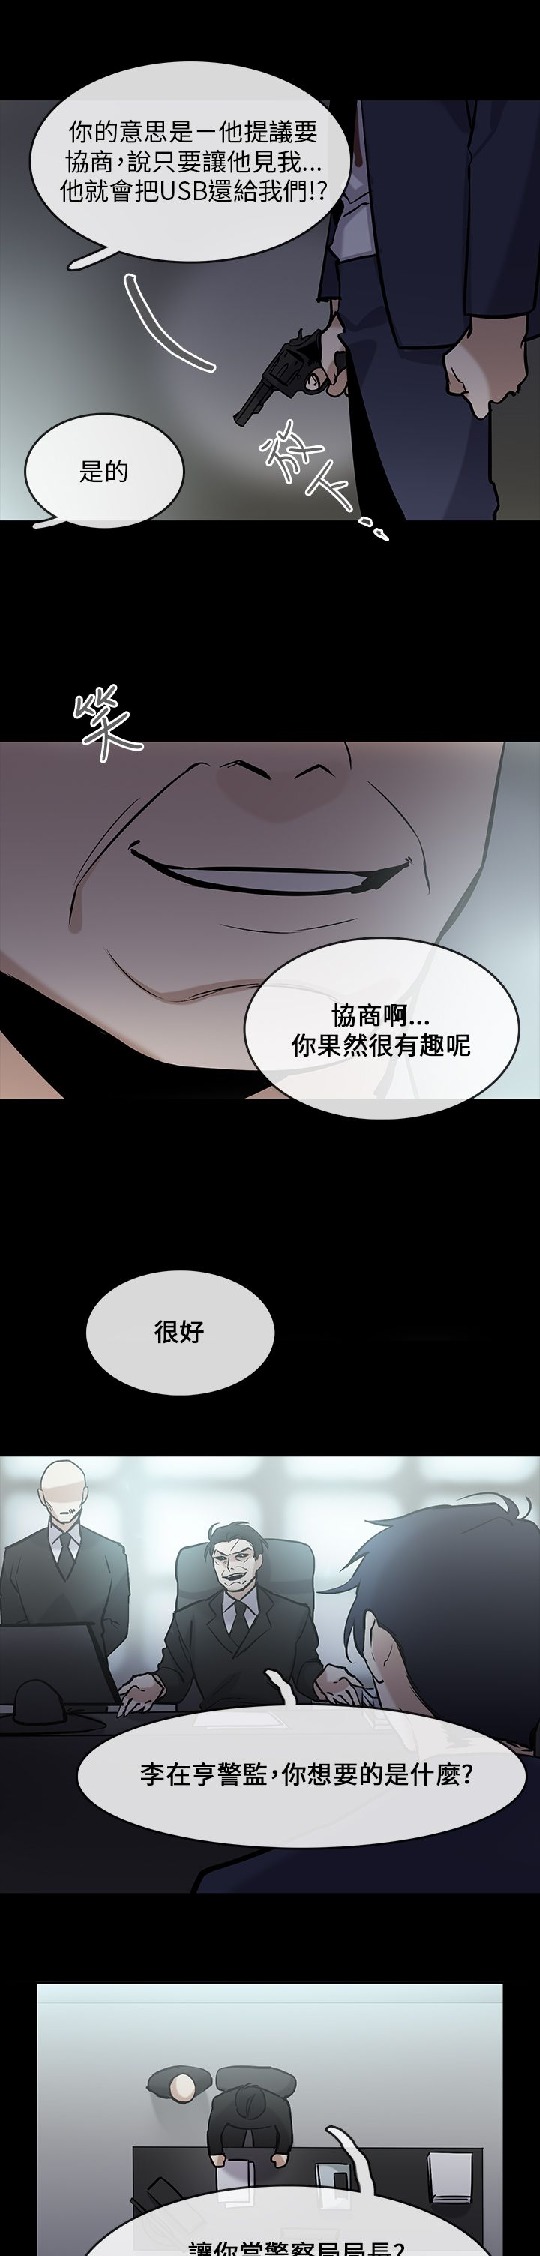 你的意思是－他提議要
協商，說只要讓他見我...
他就會把USB還給我們!?
放下...
是的
笑
協商啊...
你果然很有趣呢
很好
李在亨警監，你想要的是什麼?
讓你當警察局局長?